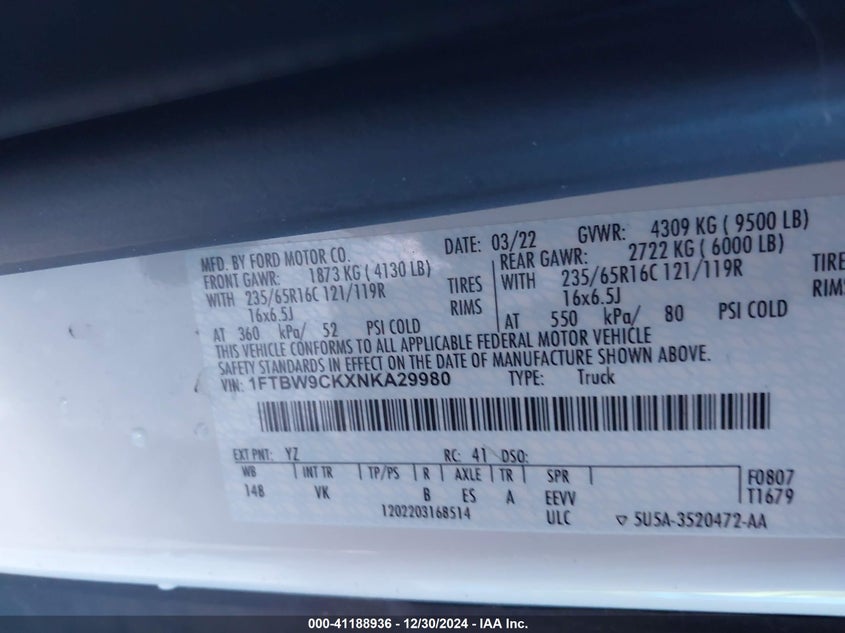 MFD. BY FORD MOTOR CO. DATE: 03/22 GVWR: 4309 KG ( 9500 LB)
FRONT GAWR: 1873 KG ( 4130 LB) REAR GAWR: 2722 KG ( 6000 LB)
WITH 235/65R16C 121/119R TIRES WITH 235/65R16C 121/119R TIRE
16x6.5J RIMS 16x6.5J RIMS
AT 360 kPa/ 52 PSI COLD AT 550 kPa/ 80 PSI COLD
THIS VEHICLE CONFORMS TO ALL APPLICABLE FEDERAL MOTOR VEHICLE
SAFETY STANDARDS IN EFFECT ON THE DATE OF MANUFACTURE SHOWN ABOVE.
VIN: 1FTBW9CKXNKA29980 TYPE: Truck
EXT PNT: YZ RC: 41 DSO:
WB INT TR TP/PS R AXLE TR SPR F0807
148 VK B ES A EEVV T1679
1202203168514 ULC ▽ 5U5A-3520472-AA
000-41188936 - 12/30/2024 - IAA Inc.